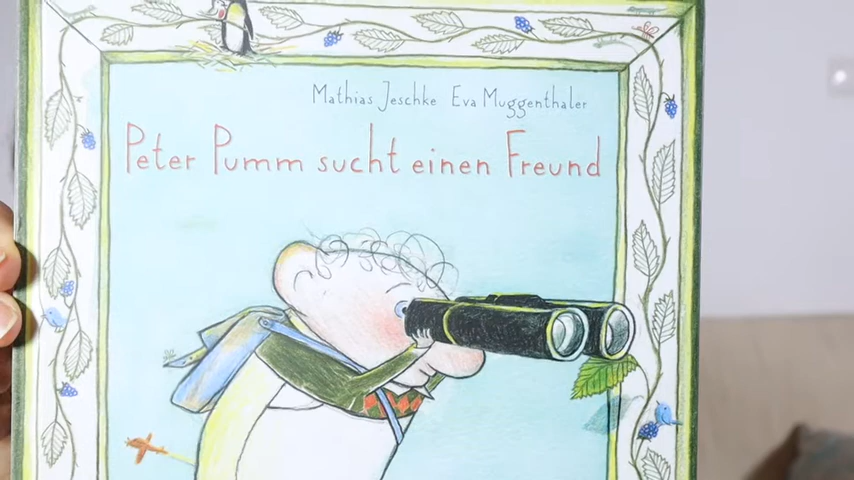 Mathias Jeschke Eva Muggenthaler
Peter Pumm sucht einen Freund